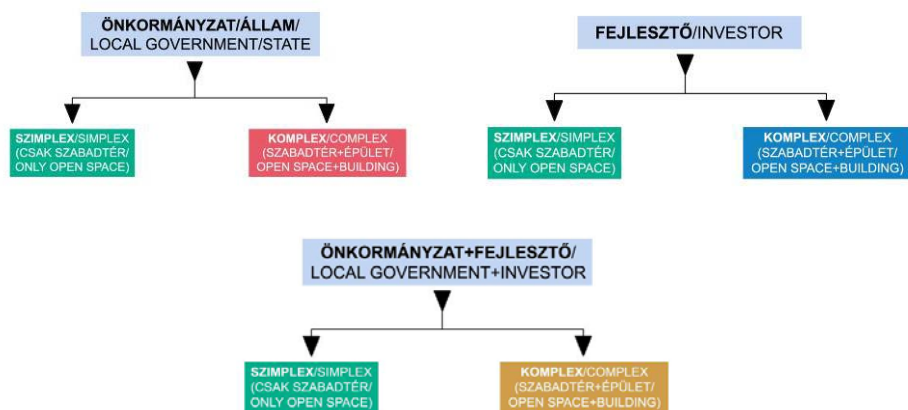 ÖNKORMÁNYZAT/ÁLLAM/
LOCAL GOVERNMENT/STATE
SZIMPLEX/SIMPLEX
(CSAK SZABADTÉR/
ONLY OPEN SPACE)
KOMPLEX/COMPLEX
(SZABADTÉR+ÉPÜLET/
OPEN SPACE+BUILDING)
FEJLESZTŐ/INVESTOR
SZIMPLEX/SIMPLEX
(CSAK SZABADTÉR/
ONLY OPEN SPACE)
KOMPLEX/COMPLEX
(SZABADTÉR+ÉPÜLET/
OPEN SPACE+BUILDING)
ÖNKORMÁNYZAT+FEJLESZTŐ/
LOCAL GOVERNMENT+INVESTOR
SZIMPLEX/SIMPLEX
(CSAK SZABADTÉR/
ONLY OPEN SPACE)
KOMPLEX/COMPLEX
(SZABADTÉR+ÉPÜLET/
OPEN SPACE+BUILDING)